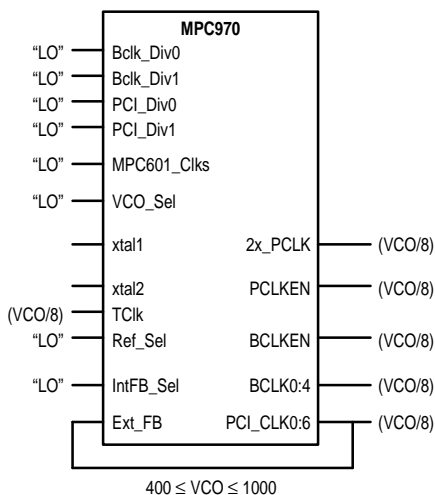 MPC970
“LO” Bclk_Div0
“LO” Bclk_Div1
“LO” PCI_Div0
“LO” PCI_Div1
“LO” MPC601_Clks
“LO” VCO_Sel
xtal1 2x_PCLK (VCO/8)
xtal2 PCLKEN (VCO/8)
(VCO/8) TClk
“LO” Ref_Sel BCLKEN (VCO/8)
“LO” IntFB_Sel BCLK0:4 (VCO/8)
Ext_FB PCI_CLK0:6 (VCO/8)
400 ≤ VCO ≤ 1000